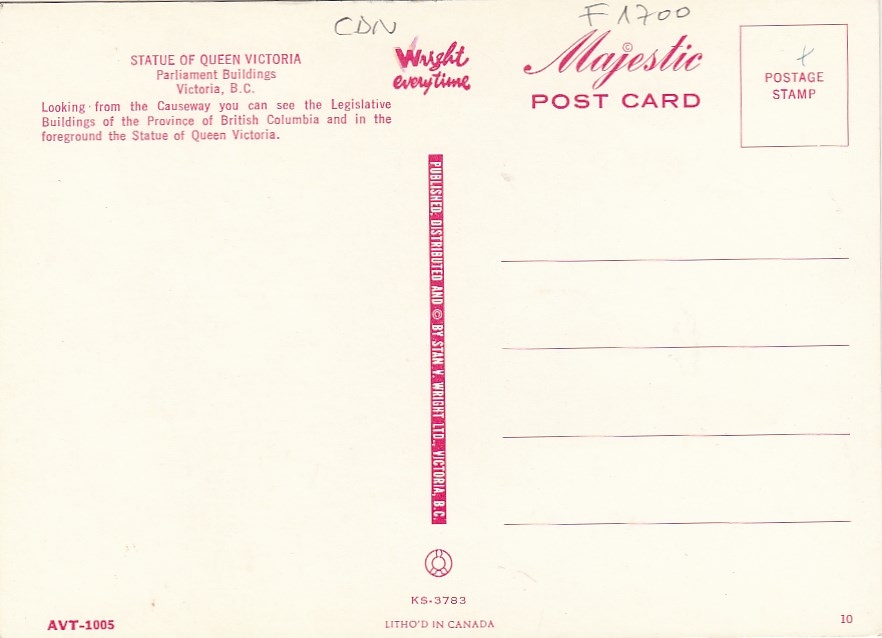 CDN
F 1700
STATUE OF QUEEN VICTORIA
Parliament Buildings
Victoria, B.C.
Looking from the Causeway you can see the Legislative
Buildings of the Province of British Columbia and in the
foreground the Statue of Queen Victoria.
Wright
everytime
Majestic ©
POST CARD
POSTAGE
STAMP
PUBLISHED, DISTRIBUTED AND © BY STAN V. WRIGHT LTD., VICTORIA, B.C.
KS-3783
AVT-1005
LITHO'D IN CANADA
10